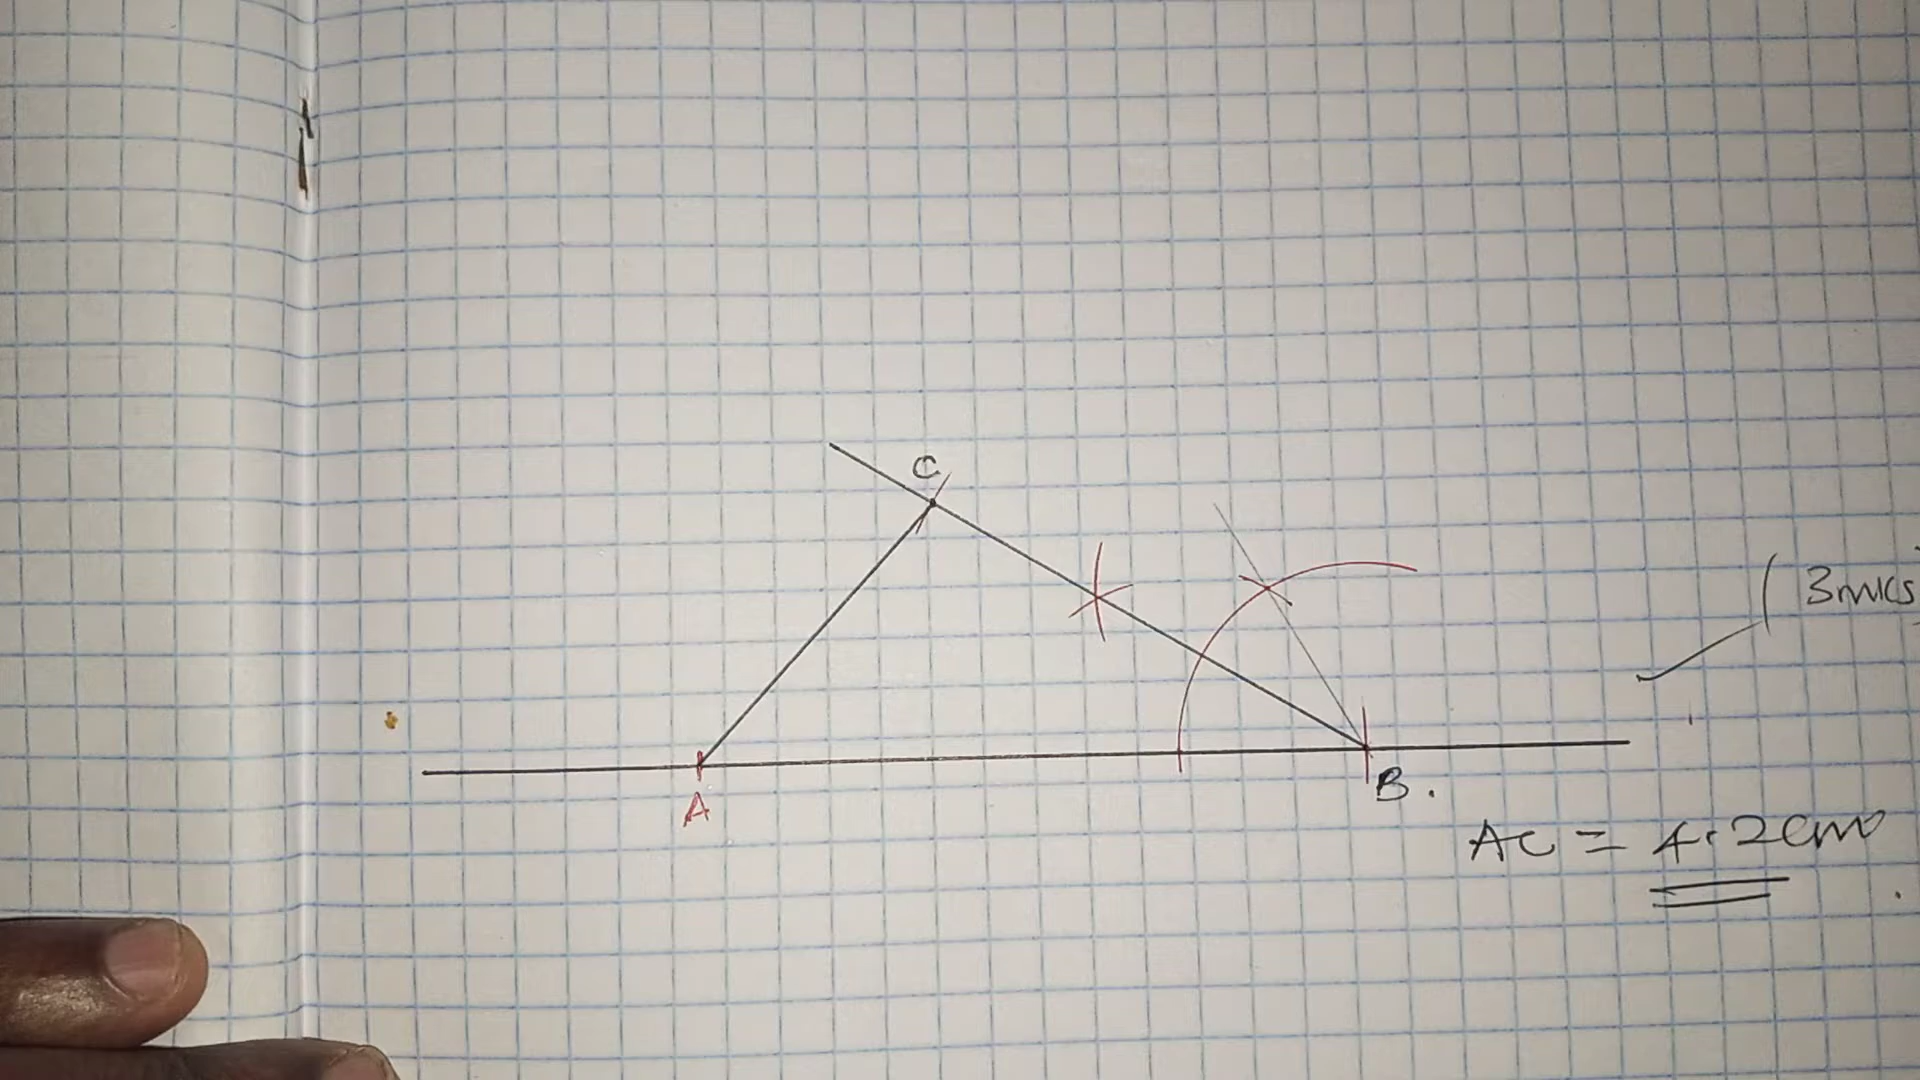 C
(3mks)
A
B.
AC = 4.2cm